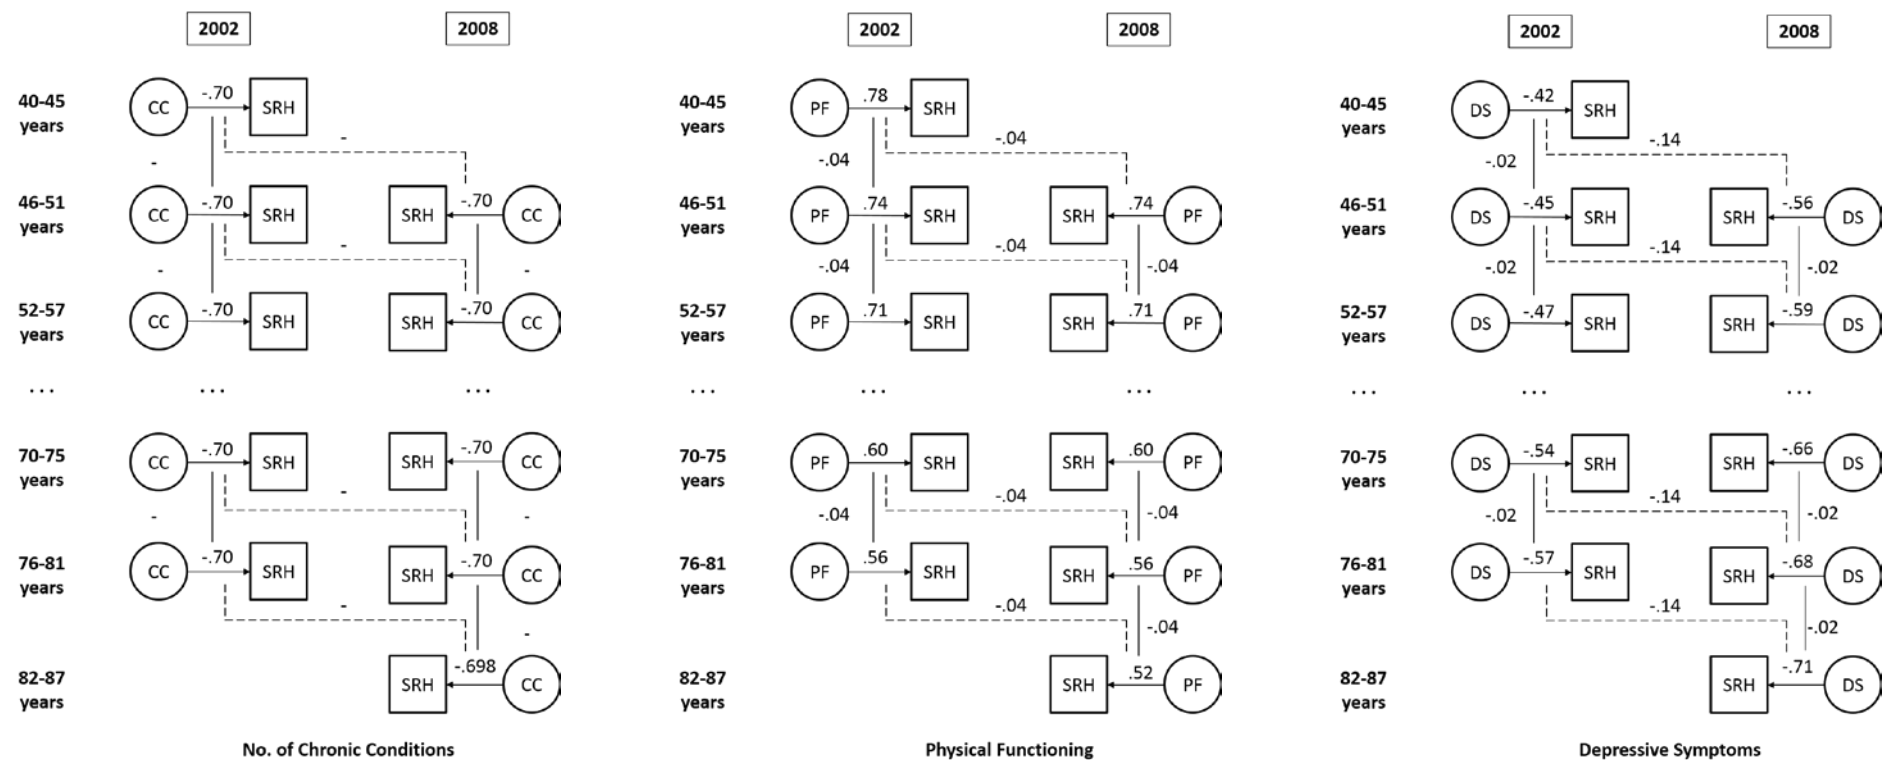 2002 2008
CC -.70 SRH
40-45
years
-
-
CC -.70 SRH SRH -.70 CC
46-51
years
-
- -
CC -.70 SRH SRH -.70 CC
52-57
years
... ... ...
CC -.70 SRH SRH -.70 CC
70-75
years
-
-
CC -.70 SRH SRH -.70 CC
76-81
years
-
-
SRH -.698 CC
82-87
years
No. of Chronic Conditions
2002 2008
PF .78 SRH
40-45
years
-.04
-.04
PF .74 SRH SRH .74 PF
46-51
years
-.04
-.04 -.04
PF .71 SRH SRH .71 PF
52-57
years
... ... ...
PF .60 SRH SRH .60 PF
70-75
years
-.04
-.04 -.04
PF .56 SRH SRH .56 PF
76-81
years
-.04
-.04
SRH .52 PF
82-87
years
Physical Functioning
2002 2008
DS -.42 SRH
40-45
years
-.14
-.02
DS -.45 SRH SRH -.56 DS
46-51
years
-.14
-.02 -.02
DS -.47 SRH SRH -.59 DS
52-57
years
... ... ...
DS -.54 SRH SRH -.66 DS
70-75
years
-.14
-.02 -.02
DS -.57 SRH SRH -.68 DS
76-81
years
-.14
-.02
SRH -.71 DS
82-87
years
Depressive Symptoms